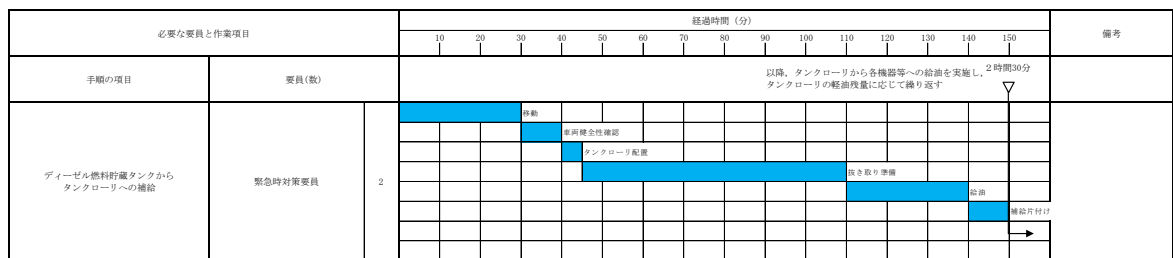 必要な要員と作業項目
経過時間（分）
備考
10 20 30 40 50 60 70 80 90 100 110 120 130 140 150
手順の項目
要員(数)
以降，タンクローリから各機器等への給油を実施し，
タンクローリの軽油残量に応じて繰り返す
２時間30分
ディーゼル燃料貯蔵タンクから
タンクローリへの補給
緊急時対策要員
2
移動
車両健全性確認
タンクローリ配置
抜き取り準備
給油
補給片付け